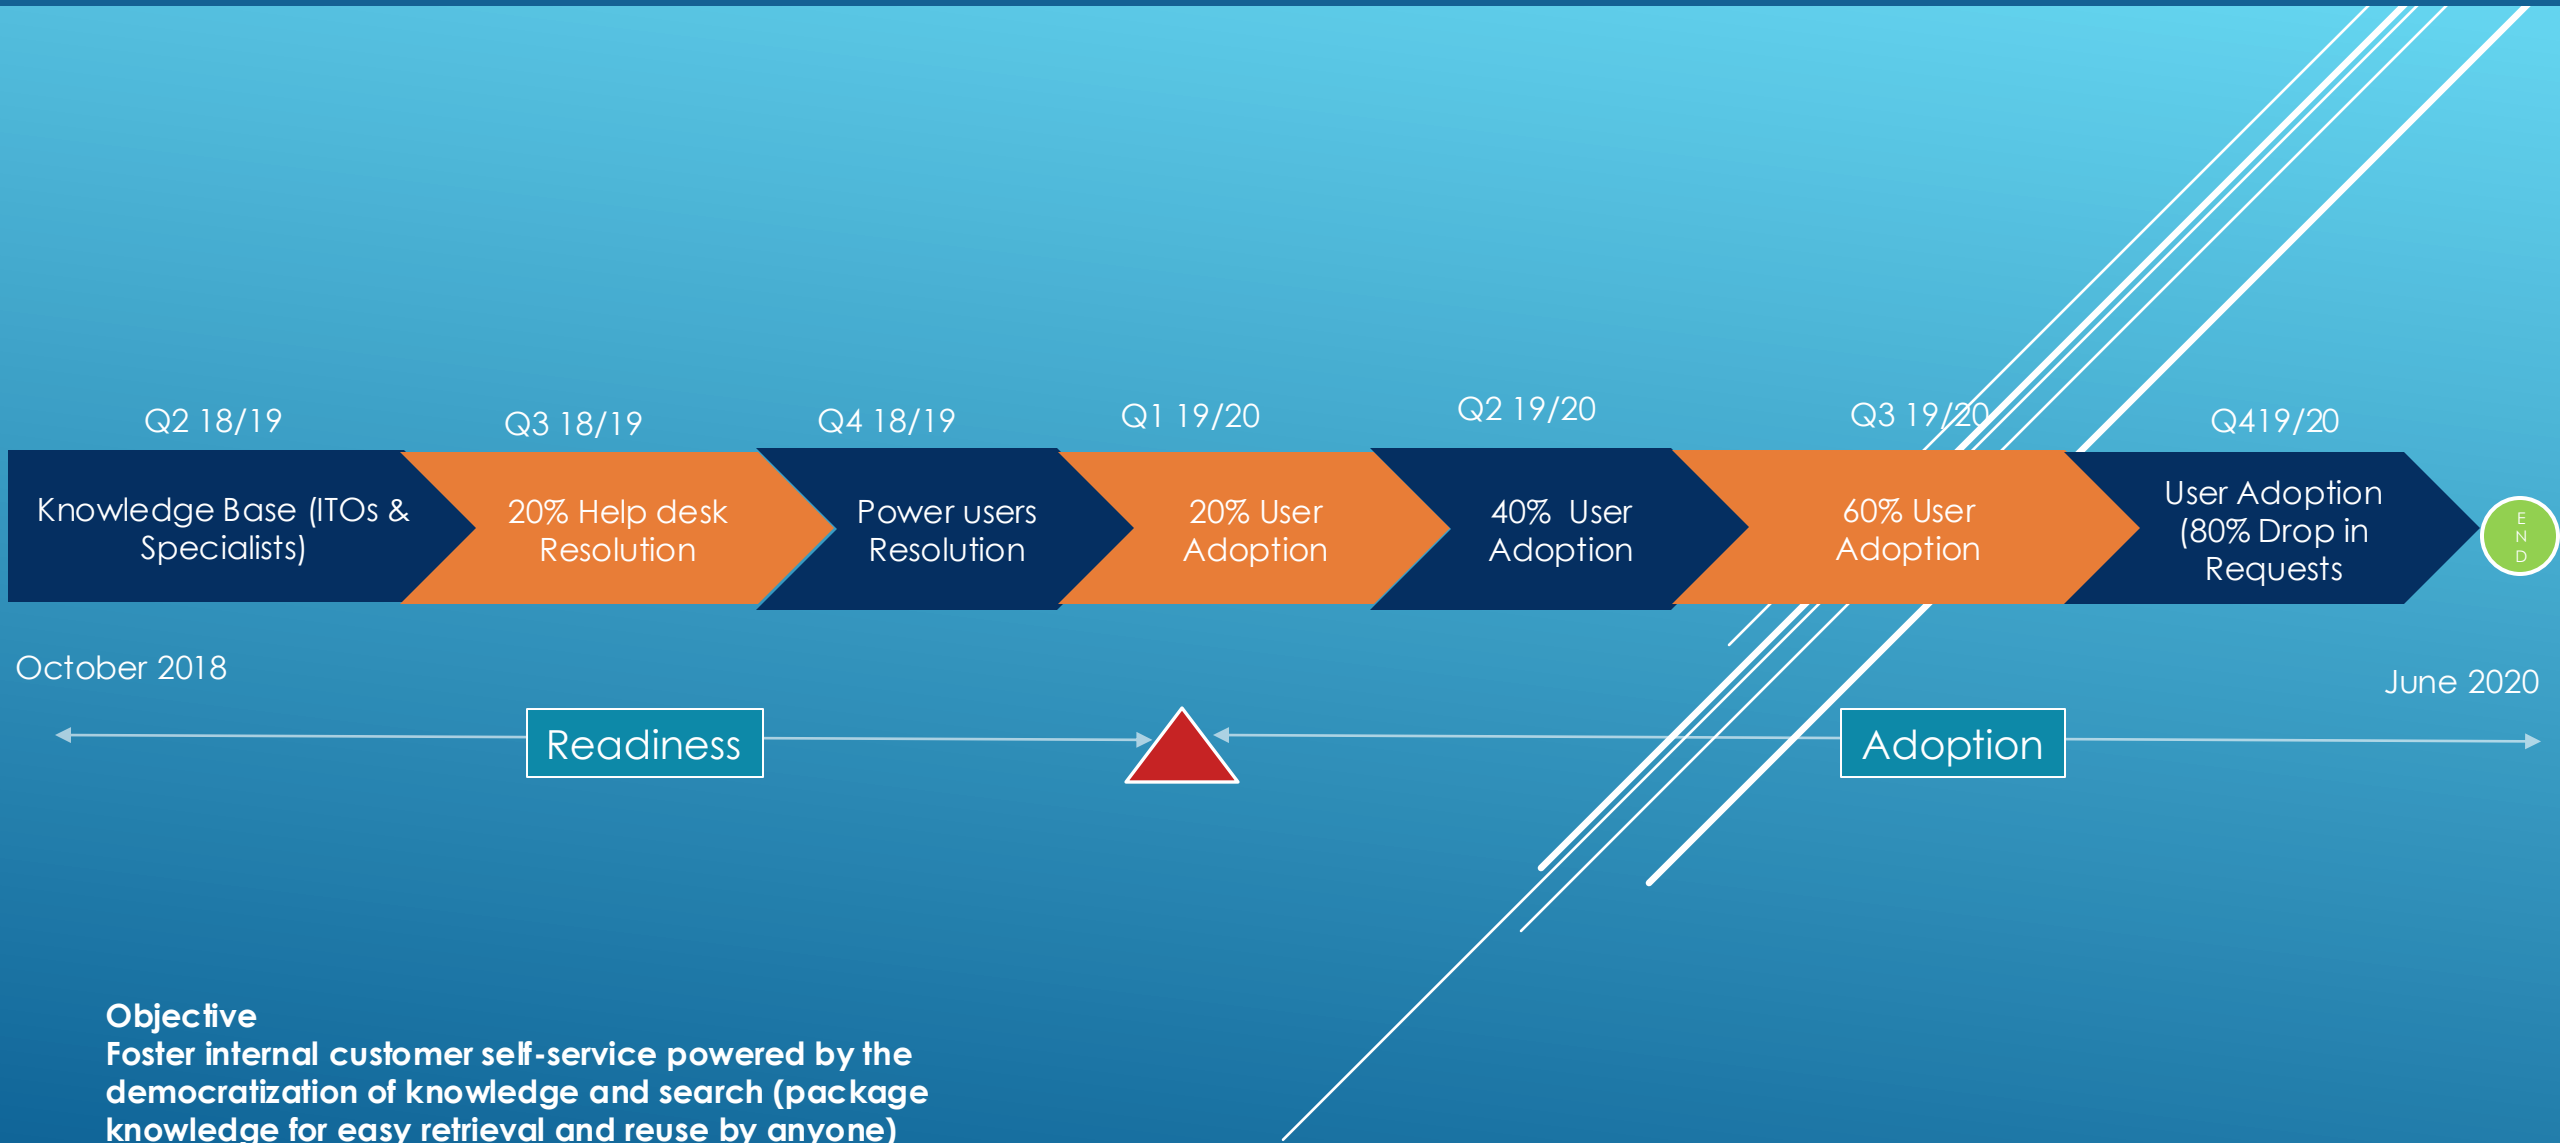 Q2 18/19
Q3 18/19
Q4 18/19
Q1 19/20
Q2 19/20
Q3 19/20
Q419/20
Knowledge Base (ITOs &
Specialists)
20% Help desk
Resolution
Power users
Resolution
20% User
Adoption
40%  User
Adoption
60% User
Adoption
User Adoption
(80% Drop in
Requests
E
N
D
October 2018
June 2020
Readiness
Adoption
Objective
Foster internal customer self-service powered by the
democratization of knowledge and search (package
knowledge for easy retrieval and reuse by anyone)